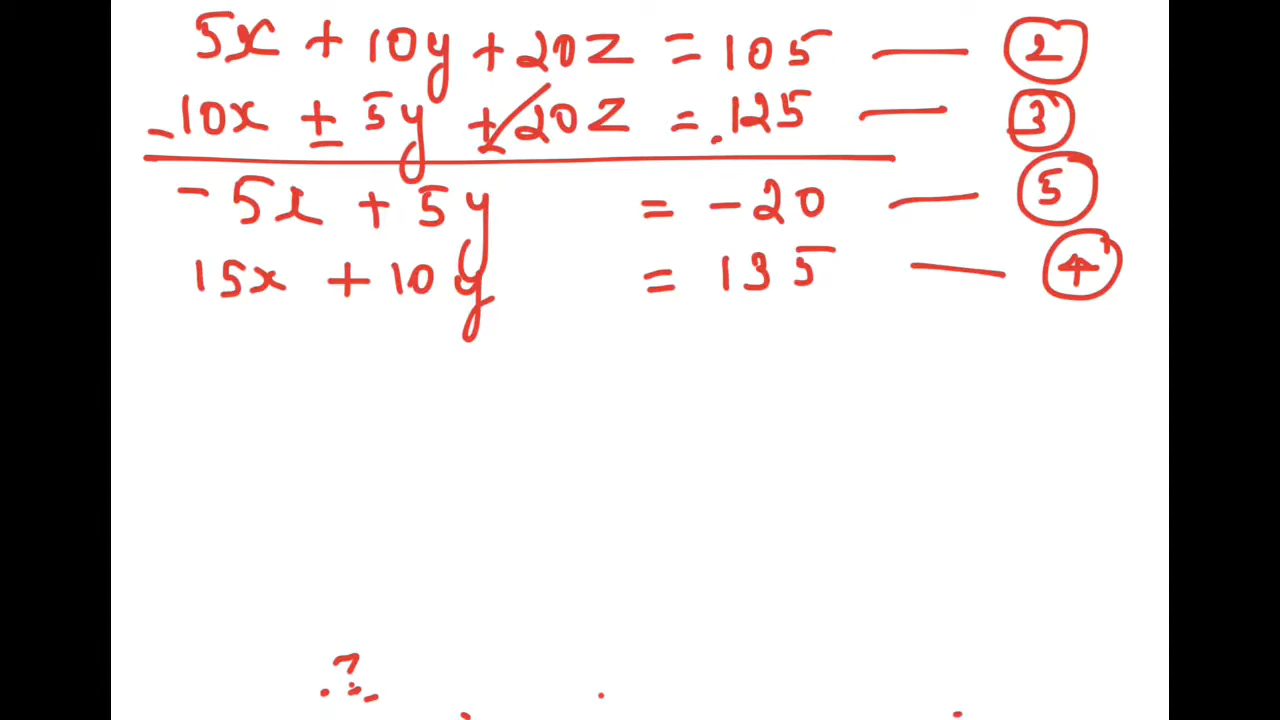 5x + 10y + 20z = 105 — ②
-10x ± 5y ± 20z = .125 — ③
-5x + 5y = -20 — ⑤
15x + 10y = 135 — ④